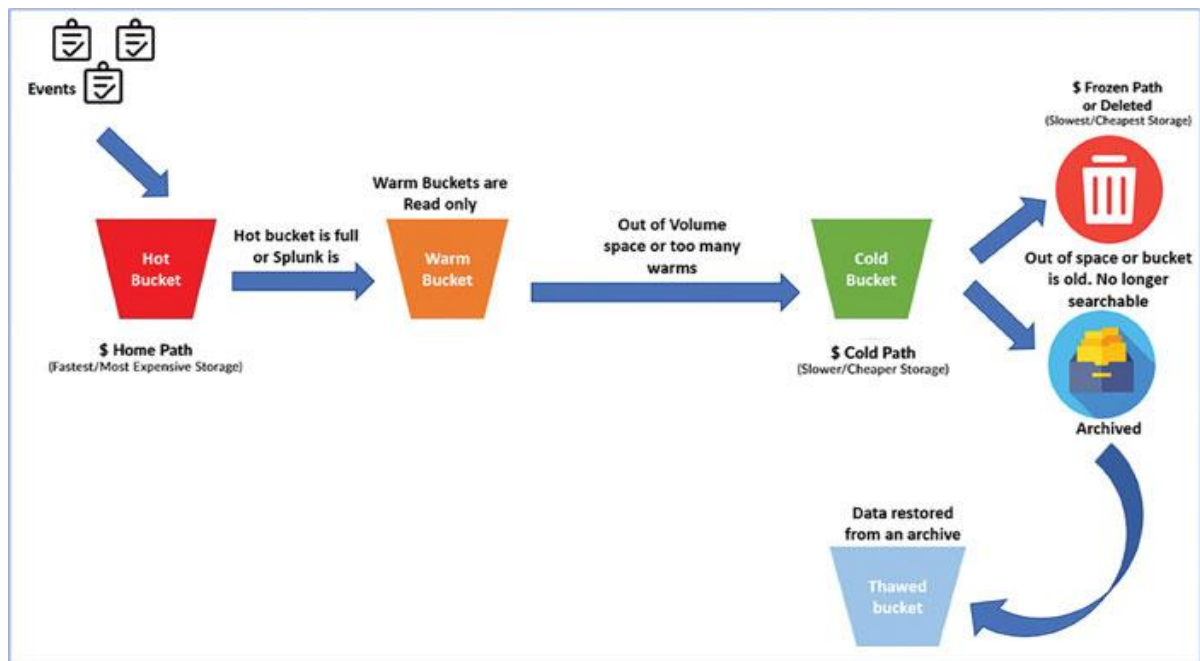 Events
Hot
Bucket
$ Home Path
(Fastest/Most Expensive Storage)
Hot bucket is full
or Splunk is
Warm Buckets are
Read only
Warm
Bucket
Out of Volume
space or too many
warms
Cold
Bucket
$ Cold Path
(Slower/Cheaper Storage)
$ Frozen Path
or Deleted
(Slowest/Cheapest Storage)
Out of space or bucket
is old. No longer
searchable
Archived
Data restored
from an archive
Thawed
bucket